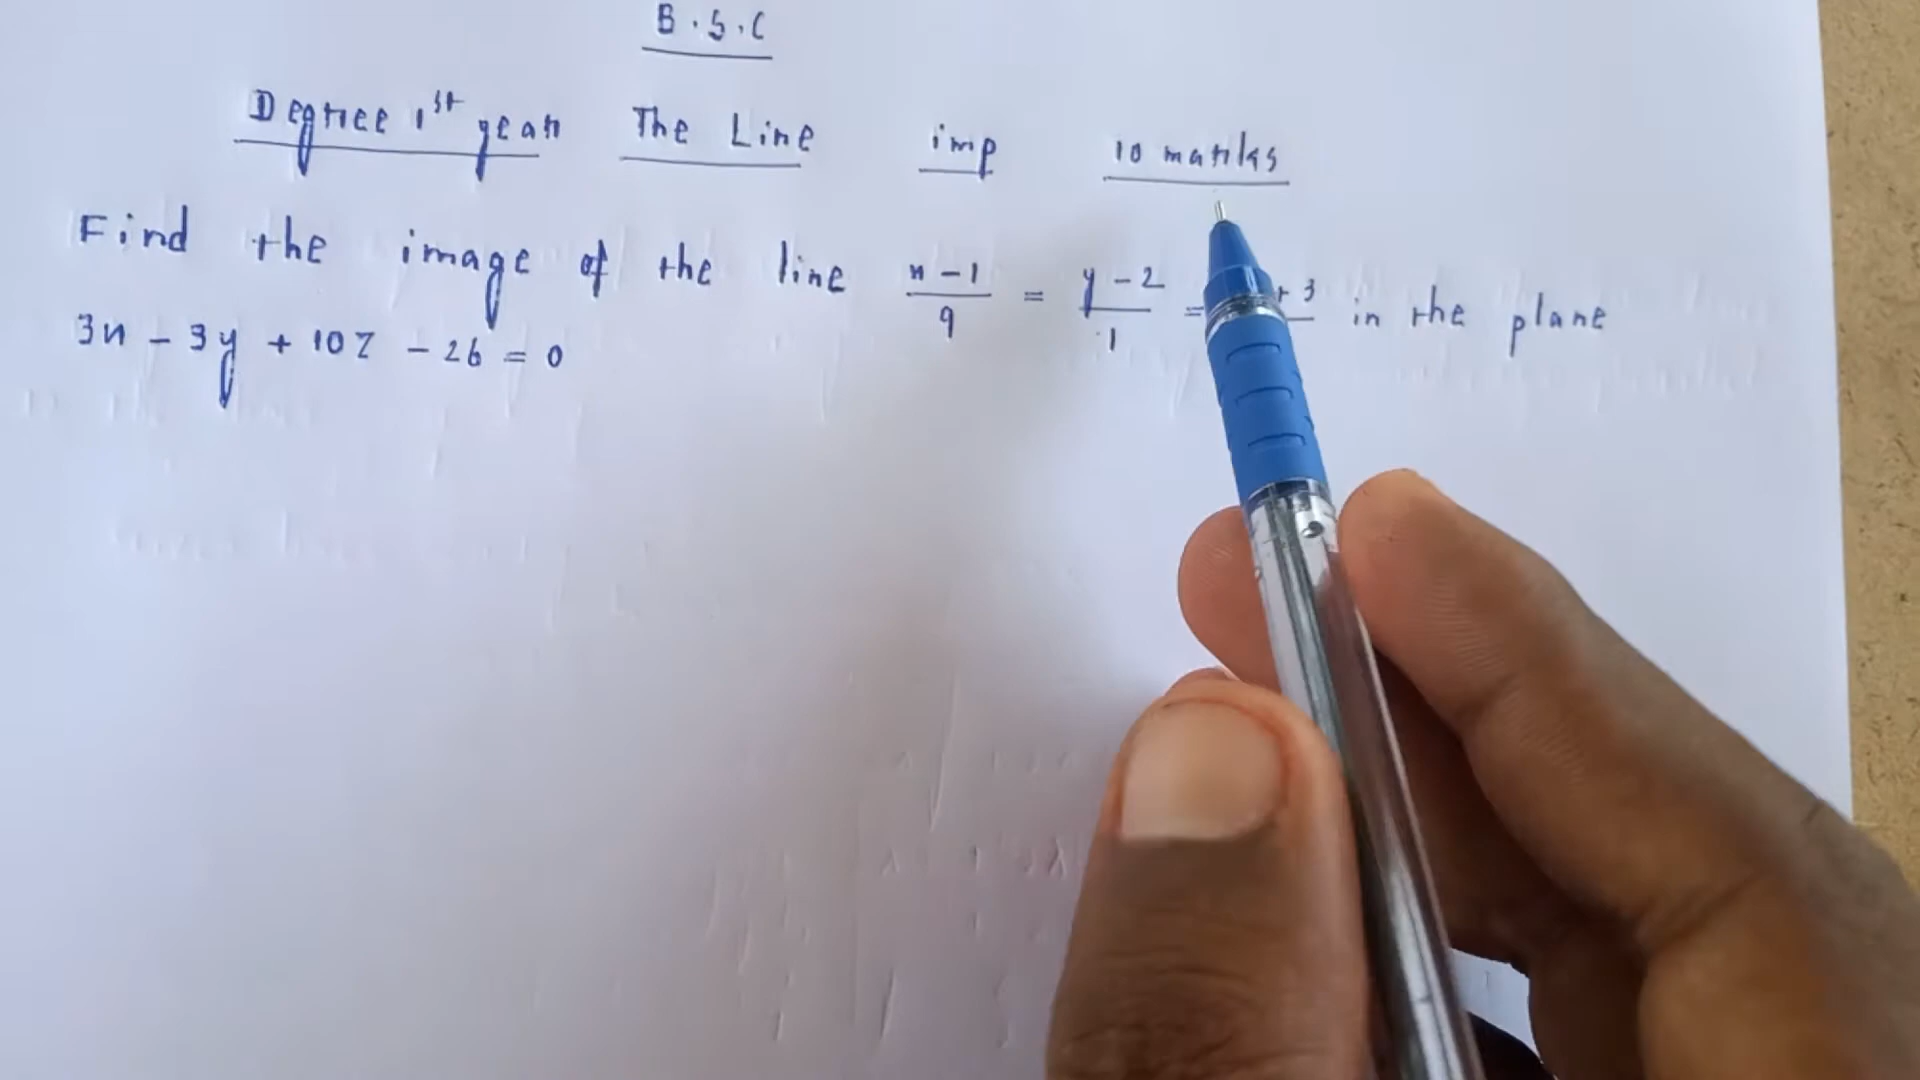 B.S.C
Degree 1st year The Line imp 10 marks
Find the image of the line x-1/9 = y-2/1 = + 3 in the plane
3x - 3y + 10z - 26 = 0